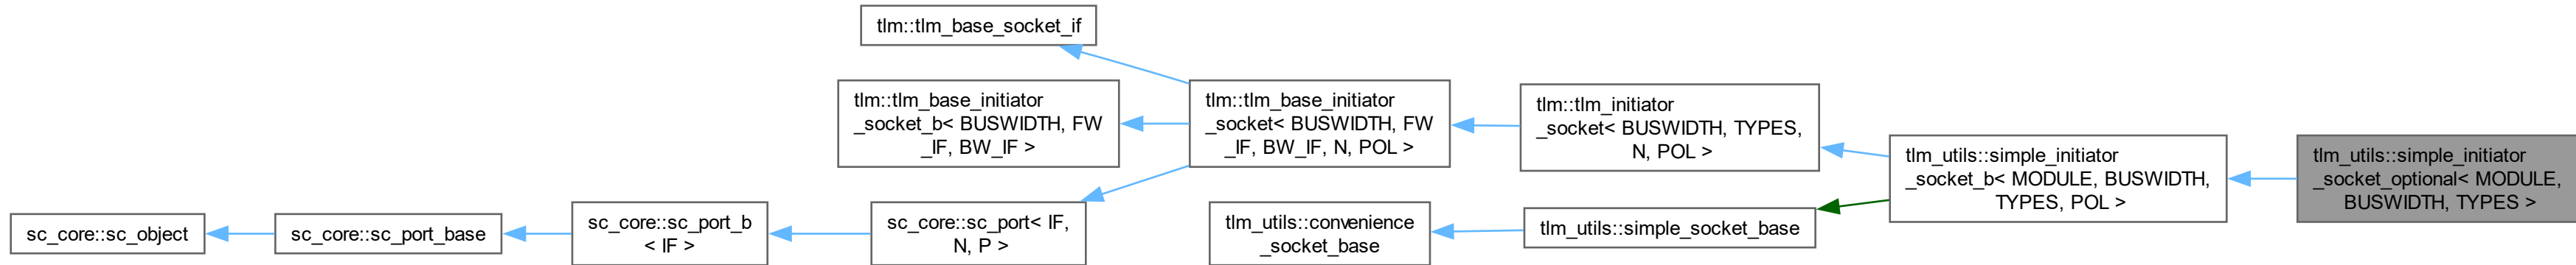 tlm::tlm_base_socket_if
tlm::tlm_base_initiator
_socket_b< BUSWIDTH, FW
_IF, BW_IF >
tlm::tlm_base_initiator
_socket< BUSWIDTH, FW
_IF, BW_IF, N, POL >
tlm::tlm_initiator
_socket< BUSWIDTH, TYPES,
N, POL >
tlm_utils::simple_initiator
_socket_b< MODULE, BUSWIDTH,
TYPES, POL >
tlm_utils::simple_initiator
_socket_optional< MODULE,
BUSWIDTH, TYPES >
sc_core::sc_object
sc_core::sc_port_base
sc_core::sc_port_b
< IF >
sc_core::sc_port< IF,
N, P >
tlm_utils::convenience
_socket_base
tlm_utils::simple_socket_base